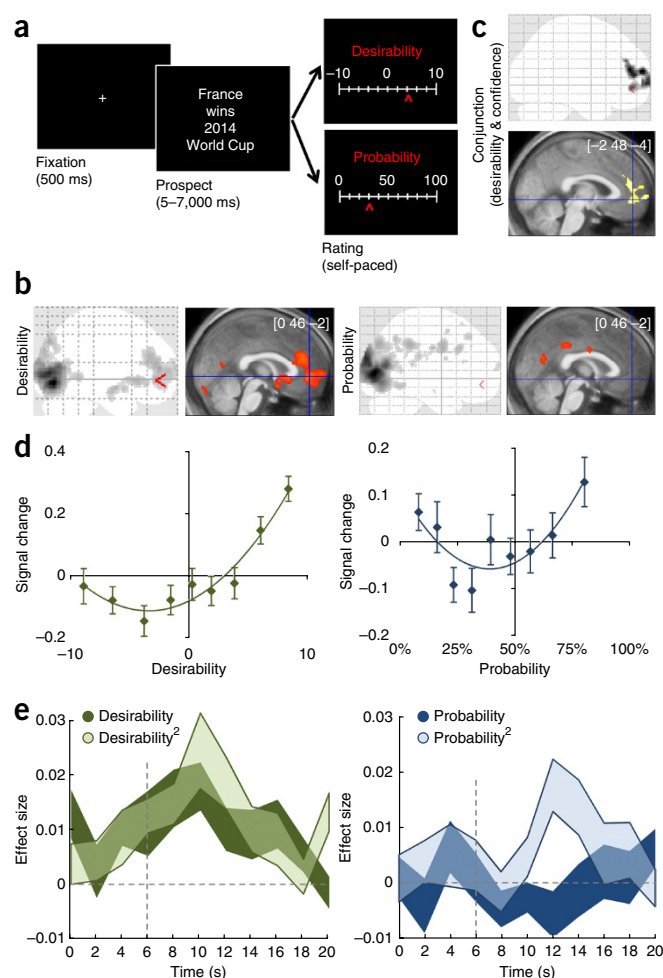 a
+
Fixation
(500 ms)
France
wins
2014
World Cup
Prospect
(5–7,000 ms)
Desirability
–10 0 10
Probability
0 50 100
Rating
(self-paced)
c
Conjunction
(desirability & confidence)
[–2 48 –4]
b
Desirability
[0 46 –2]
Probability
[0 46 –2]
d
Signal change
0.4
0.2
0
–0.2
–10 0 10
Desirability
Signal change
0.2
0.1
0
–0.1
–0.2
0% 25% 50% 75% 100%
Probability
e
Desirability
Desirability²
Effect size
0.03
0.02
0.01
0
–0.01
0 2 4 6 8 10 12 14 16 18 20
Time (s)
Probability
Probability²
Effect size
0.03
0.02
0.01
0
–0.01
0 2 4 6 8 10 12 14 16 18 20
Time (s)